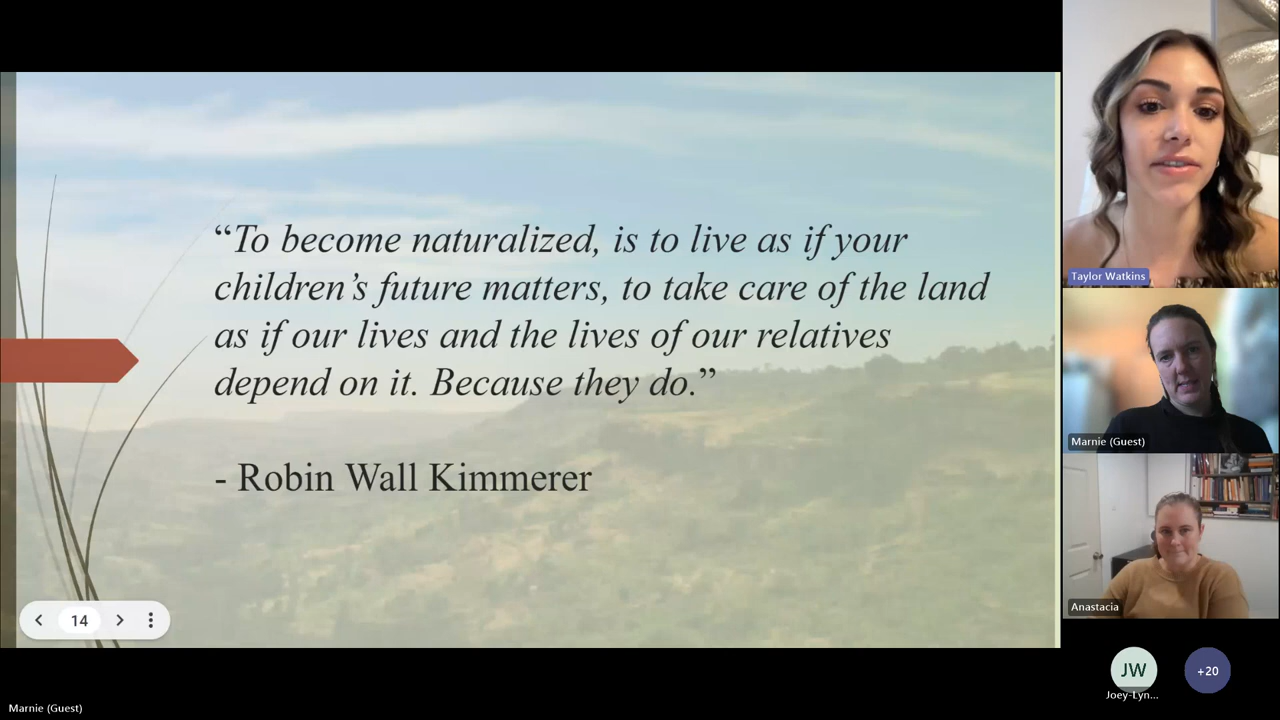 “To become naturalized, is to live as if your
children’s future matters, to take care of the land
as if our lives and the lives of our relatives
depend on it. Because they do.”
- Robin Wall Kimmerer
14
Taylor Watkins
Marnie (Guest)
Anastacia
JW
Joey-Lyn...
+20
Marnie (Guest)